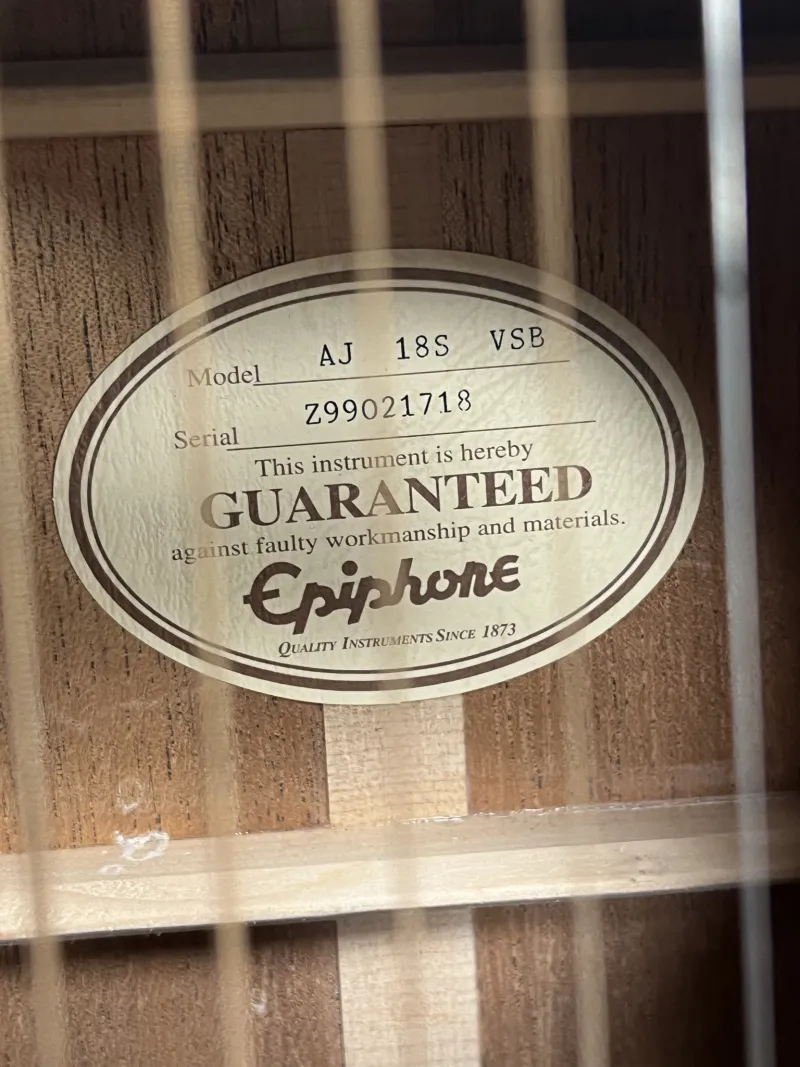 Model AJ 18S VSB
Serial Z99021718
This instrument is hereby
GUARANTEED
against faulty workmanship and materials.
Epiphone
QUALITY INSTRUMENTS SINCE 1873